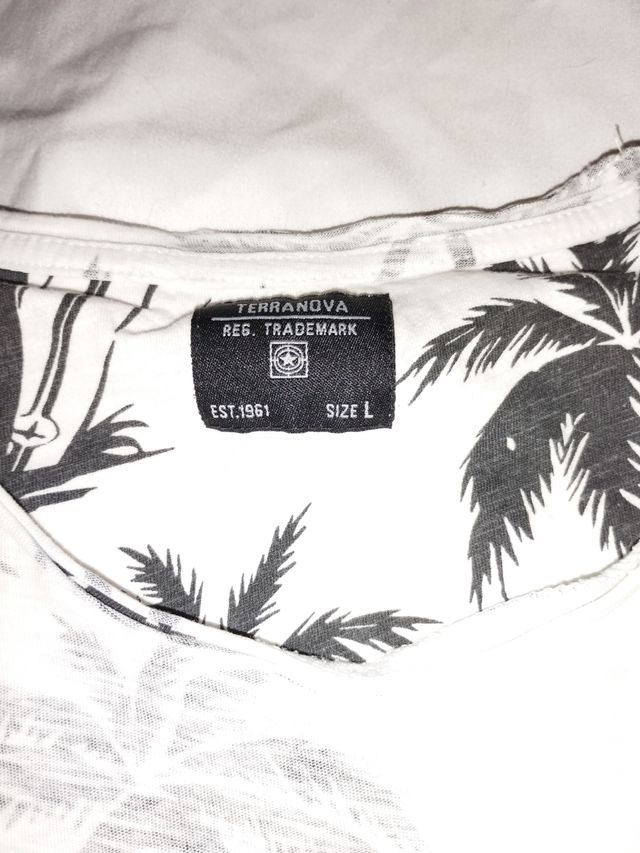 TERRANOVA
REG. TRADEMARK
EST.1961 SIZE L